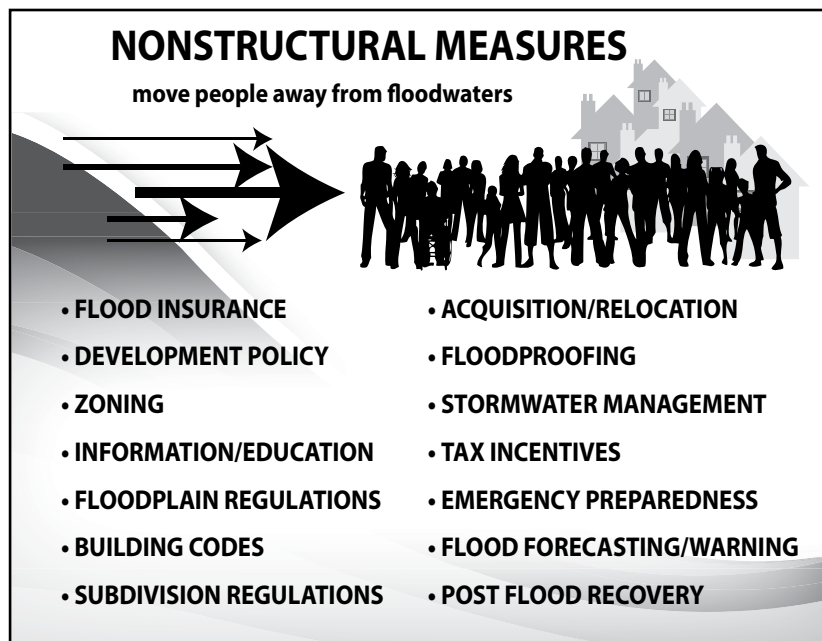 NONSTRUCTURAL MEASURES
move people away from floodwaters
• FLOOD INSURANCE
• DEVELOPMENT POLICY
• ZONING
• INFORMATION/EDUCATION
• FLOODPLAIN REGULATIONS
• BUILDING CODES
• SUBDIVISION REGULATIONS
• ACQUISITION/RELOCATION
• FLOODPROOFING
• STORMWATER MANAGEMENT
• TAX INCENTIVES
• EMERGENCY PREPAREDNESS
• FLOOD FORECASTING/WARNING
• POST FLOOD RECOVERY